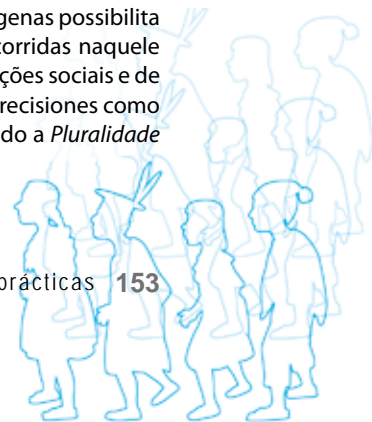 genas possibilita
corridas naquele
ções sociais e de
recisiones como
do a Pluralidade
prácticas 153